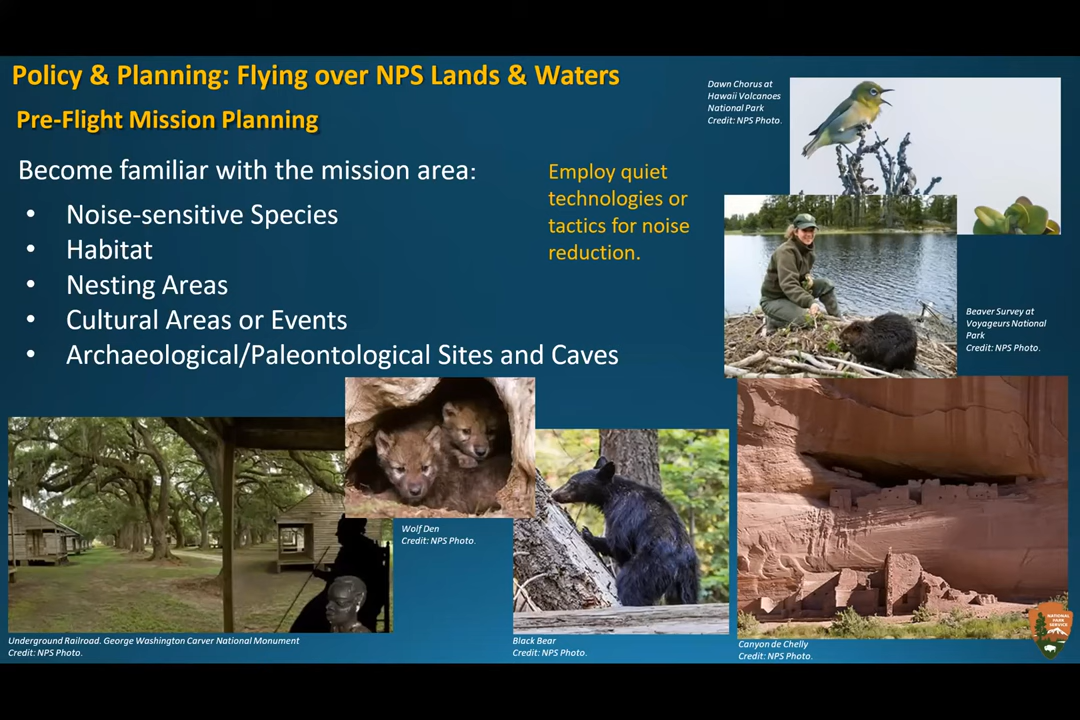 Policy & Planning: Flying over NPS Lands & Waters
Pre-Flight Mission Planning
Become familiar with the mission area:
• Noise-sensitive Species
• Habitat
• Nesting Areas
• Cultural Areas or Events
• Archaeological/Paleontological Sites and Caves
Employ quiet
technologies or
tactics for noise
reduction.
Dawn Chorus at
Hawaii Volcanoes
National Park
Credit: NPS Photo.
Beaver Survey at
Voyageurs National
Park
Credit: NPS Photo.
Wolf Den
Credit: NPS Photo.
Underground Railroad. George Washington Carver National Monument
Credit: NPS Photo.
Black Bear
Credit: NPS Photo.
Canyon de Chelly
Credit: NPS Photo.
NATIONAL
PARK
SERVICE